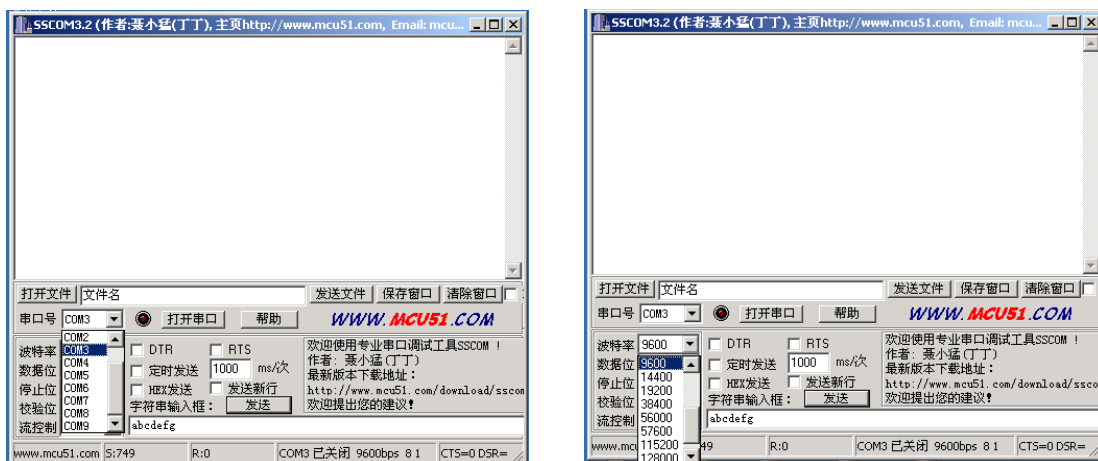 SSCOM3.2 (作者:聂小猛(丁丁), 主页http://www.mcu51.com, Email: mcu...
打开文件 文件名 发送文件 保存窗口 清除窗口
串口号 COM3 打开串口 帮助 WWW.MCU51.COM
波特率
数据位
停止位
校验位
流控制
COM2
COM3
COM4
COM5
COM6
COM7
COM8
COM9
DTR RTS
定时发送 1000 ms/次
HEX发送 发送新行
字符串输入框: 发送
abcdefg
欢迎使用专业串口调试工具SSCOM !
作者: 聂小猛(丁丁)
最新版本下载地址:
http://www.mcu51.com/download/sscom
欢迎提出您的建议!
www.mcu51.com S:749 R:0 COM3 已关闭 9600bps 8 1 CTS=0 DSR=
SSCOM3.2 (作者:聂小猛(丁丁), 主页http://www.mcu51.com, Email: mcu...
打开文件 文件名 发送文件 保存窗口 清除窗口
串口号 COM3 打开串口 帮助 WWW.MCU51.COM
波特率 9600
数据位
停止位
校验位
流控制
9600
14400
19200
38400
56000
57600
115200
128000
DTR RTS
定时发送 1000 ms/次
HEX发送 发送新行
字符串输入框: 发送
abcdefg
欢迎使用专业串口调试工具SSCOM !
作者: 聂小猛(丁丁)
最新版本下载地址:
http://www.mcu51.com/download/sscom
欢迎提出您的建议!
www.mcu 49 R:0 COM3 已关闭 9600bps 8 1 CTS=0 DSR=